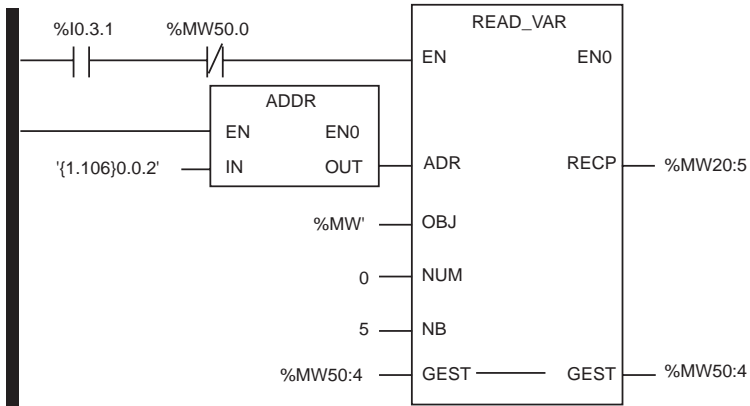 READ_VAR
%I0.3.1 %MW50.0
EN EN0
ADDR
EN EN0
'{1.106}0.0.2' IN OUT ADR RECP %MW20:5
%MW' OBJ
0 NUM
5 NB
%MW50:4 GEST GEST %MW50:4